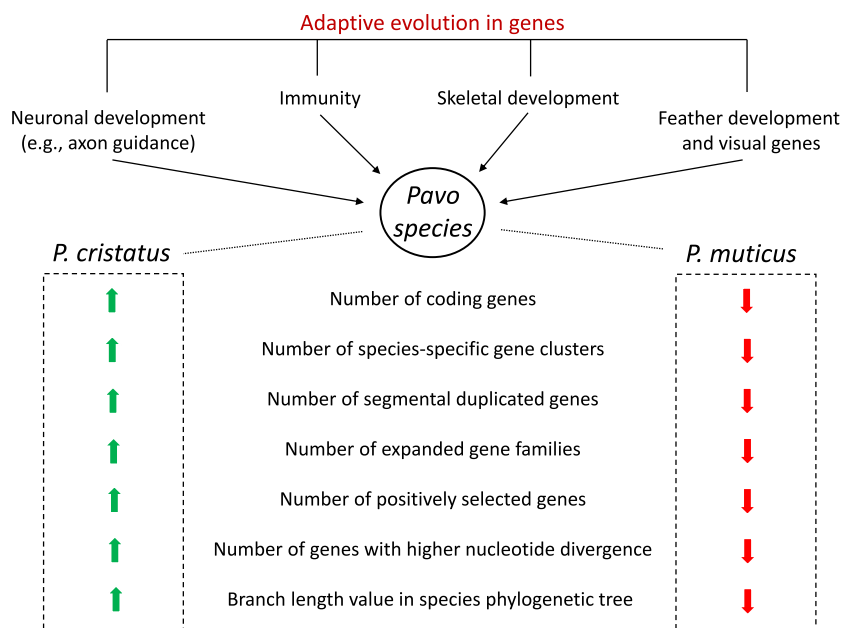 Adaptive evolution in genes
Neuronal development
(e.g., axon guidance)
Immunity
Skeletal development
Feather development
and visual genes
Pavo
species
P. cristatus
P. muticus
Number of coding genes
Number of species-specific gene clusters
Number of segmental duplicated genes
Number of expanded gene families
Number of positively selected genes
Number of genes with higher nucleotide divergence
Branch length value in species phylogenetic tree